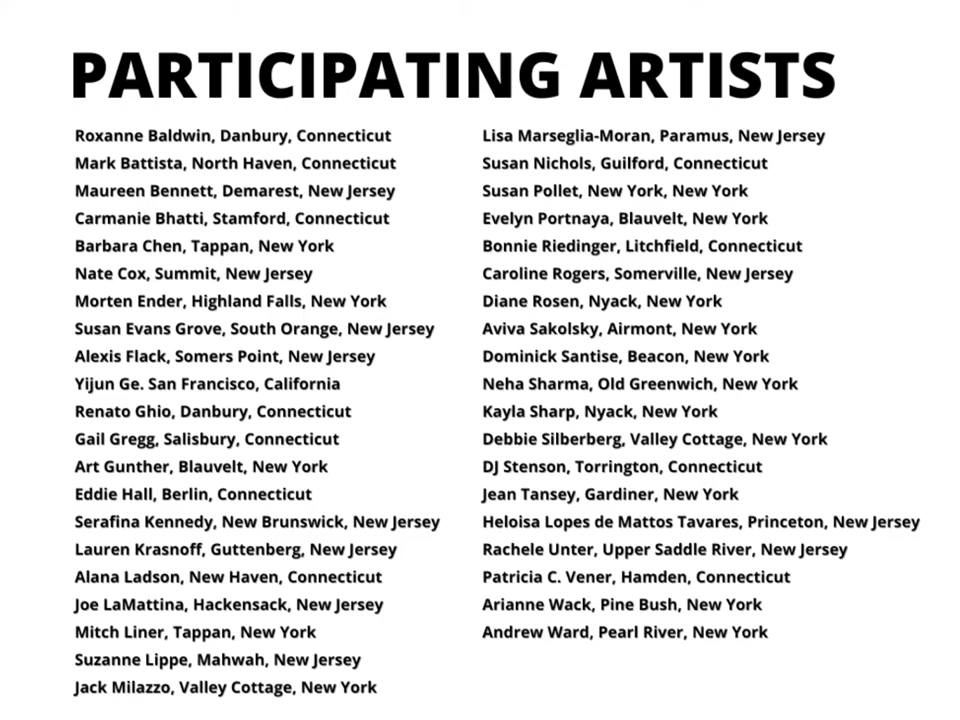 PARTICIPATING ARTISTS
Roxanne Baldwin, Danbury, Connecticut
Mark Battista, North Haven, Connecticut
Maureen Bennett, Demarest, New Jersey
Carmanie Bhatti, Stamford, Connecticut
Barbara Chen, Tappan, New York
Nate Cox, Summit, New Jersey
Morten Ender, Highland Falls, New York
Susan Evans Grove, South Orange, New Jersey
Alexis Flack, Somers Point, New Jersey
Yijun Ge. San Francisco, California
Renato Ghio, Danbury, Connecticut
Gail Gregg, Salisbury, Connecticut
Art Gunther, Blauvelt, New York
Eddie Hall, Berlin, Connecticut
Serafina Kennedy, New Brunswick, New Jersey
Lauren Krasnoff, Guttenberg, New Jersey
Alana Ladson, New Haven, Connecticut
Joe LaMattina, Hackensack, New Jersey
Mitch Liner, Tappan, New York
Suzanne Lippe, Mahwah, New Jersey
Jack Milazzo, Valley Cottage, New York
Lisa Marseglia-Moran, Paramus, New Jersey
Susan Nichols, Guilford, Connecticut
Susan Pollet, New York, New York
Evelyn Portnaya, Blauvelt, New York
Bonnie Riedinger, Litchfield, Connecticut
Caroline Rogers, Somerville, New Jersey
Diane Rosen, Nyack, New York
Aviva Sakolsky, Airmont, New York
Dominick Santise, Beacon, New York
Neha Sharma, Old Greenwich, New York
Kayla Sharp, Nyack, New York
Debbie Silberberg, Valley Cottage, New York
DJ Stenson, Torrington, Connecticut
Jean Tansey, Gardiner, New York
Heloisa Lopes de Mattos Tavares, Princeton, New Jersey
Rachele Unter, Upper Saddle River, New Jersey
Patricia C. Vener, Hamden, Connecticut
Arianne Wack, Pine Bush, New York
Andrew Ward, Pearl River, New York